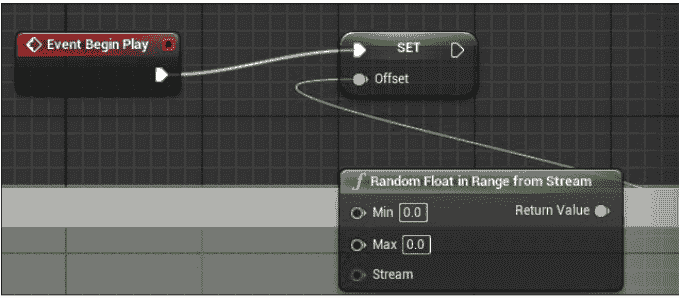 Event Begin Play
SET
Offset
f Random Float in Range from Stream
Min 0.0
Return Value
Max 0.0
Stream